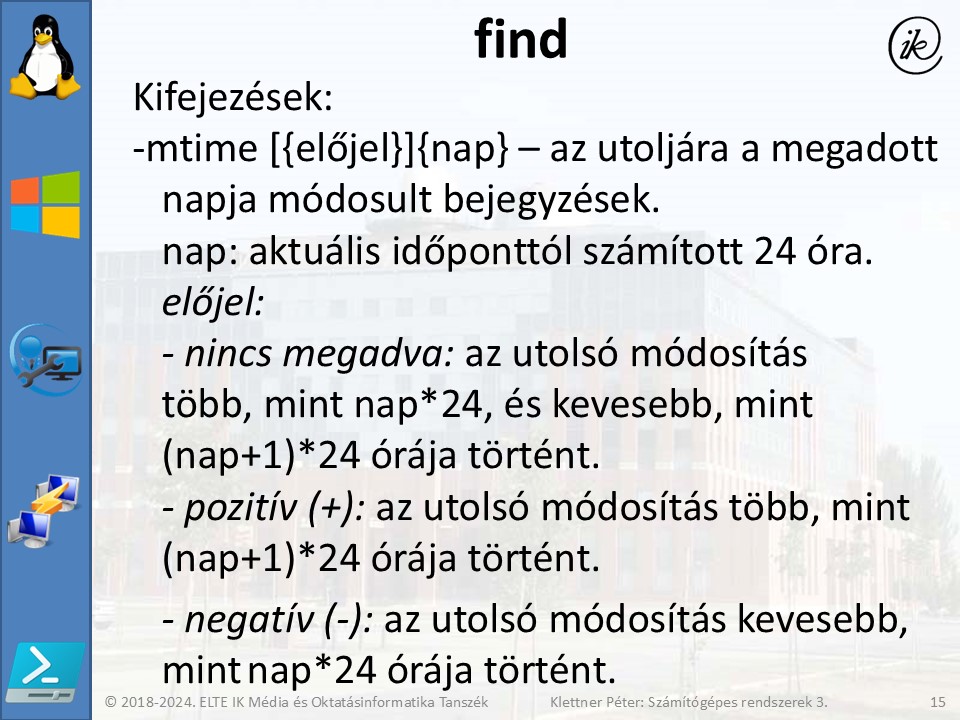 find
ik
Kifejezések:
-mtime [{előjel}]{nap} – az utoljára a megadott
napja módosult bejegyzések.
nap: aktuális időponttól számított 24 óra.
előjel:
- nincs megadva: az utolsó módosítás
több, mint nap*24, és kevesebb, mint
(nap+1)*24 órája történt.
- pozitív (+): az utolsó módosítás több, mint
(nap+1)*24 órája történt.
- negatív (-): az utolsó módosítás kevesebb,
mint nap*24 órája történt.
© 2018-2024. ELTE IK Média és Oktatásinformatika Tanszék Klettner Péter: Számítógépes rendszerek 3. 15